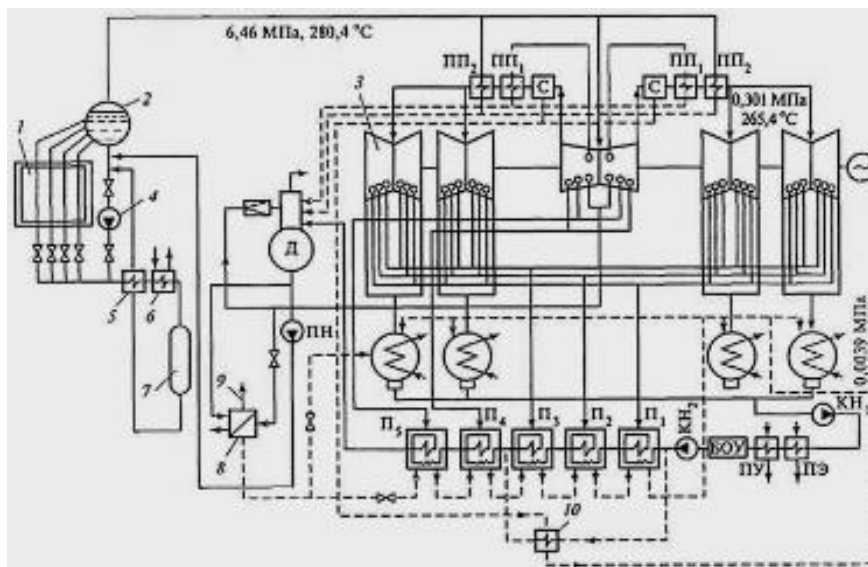 6,46 МПа, 280,4 °С
ПП₂ ПП₁ ПП₁ ПП₂
С С
2
3
0,301 МПа
265,4 °С
1
4
Д
5 6
ПН
7
9
8
0,0039 МПа
КН₁
П₅ П₄ П₃ П₂ П₁
КН₂
БОУ
ПУ ПЭ
10